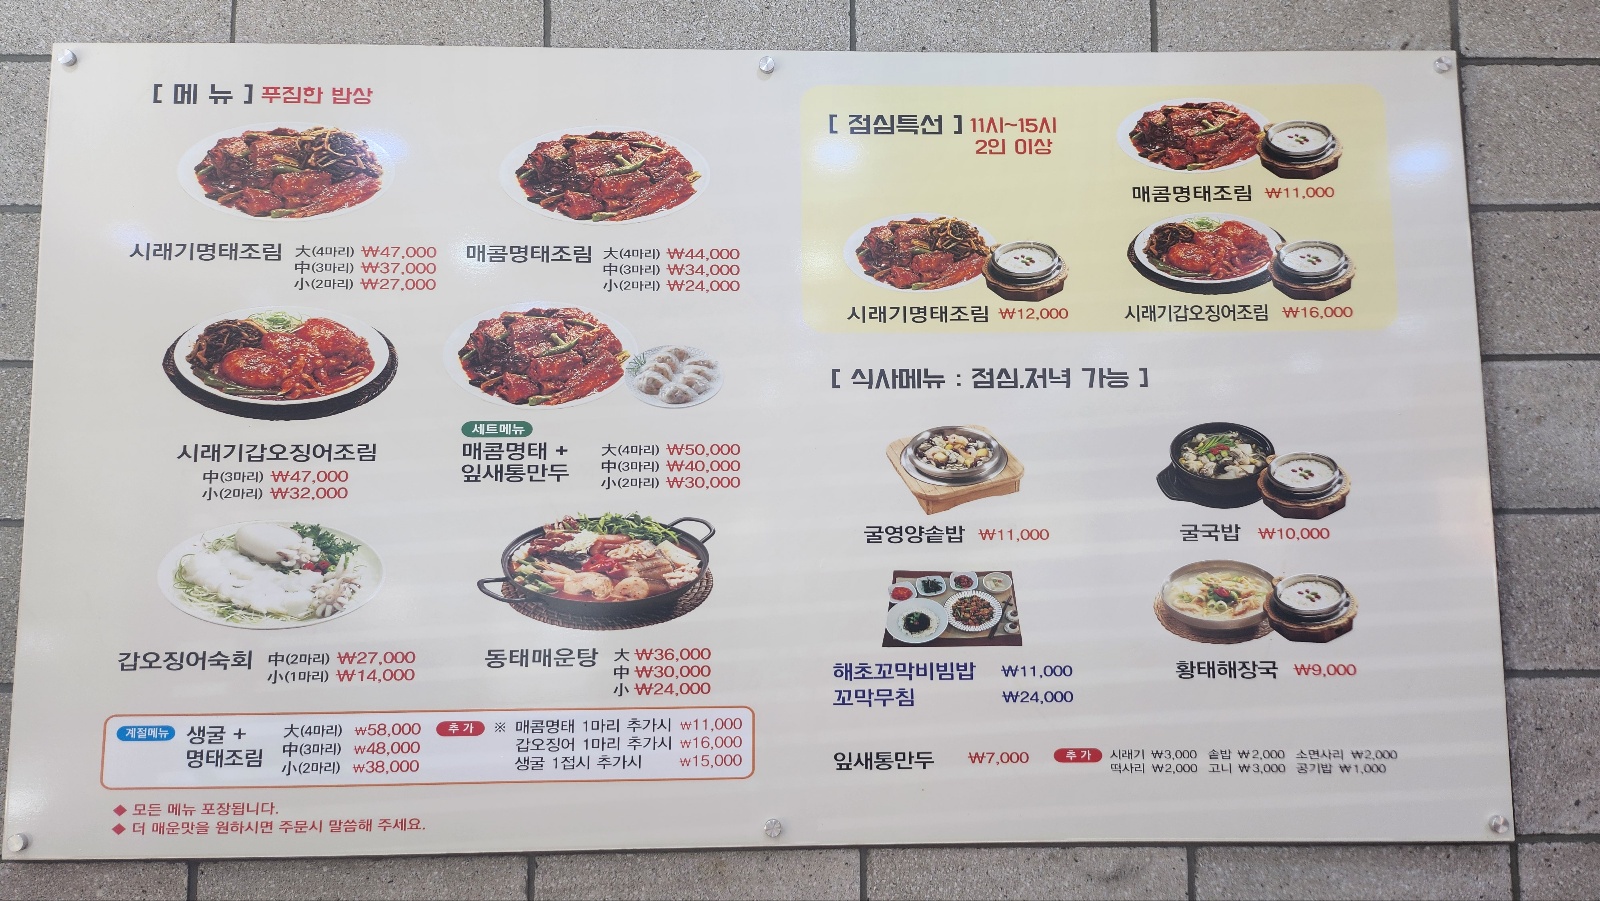 [ 메 뉴 ] 푸짐한 밥상
시래기명태조림 大(4마리) ₩47,000
中(3마리) ₩37,000
小(2마리) ₩27,000
매콤명태조림 大(4마리) ₩44,000
中(3마리) ₩34,000
小(2마리) ₩24,000
시래기갑오징어조림
中(3마리) ₩47,000
小(2마리) ₩32,000
세트메뉴
매콤명태 + 大(4마리) ₩50,000
잎새통만두 中(3마리) ₩40,000
小(2마리) ₩30,000
갑오징어숙회 中(2마리) ₩27,000
小(1마리) ₩14,000
동태매운탕 大 ₩36,000
中 ₩30,000
小 ₩24,000
계절메뉴 생굴 + 大(4마리) ₩58,000
명태조림 中(3마리) ₩48,000
小(2마리) ₩38,000
추 가 ※ 매콤명태 1마리 추가시 ₩11,000
갑오징어 1마리 추가시 ₩16,000
생굴 1접시 추가시 ₩15,000
◆ 모든 메뉴 포장됩니다.
◆ 더 매운맛을 원하시면 주문시 말씀해 주세요.
[ 점심특선 ] 11시~15시
2인 이상
매콤명태조림 ₩11,000
시래기명태조림 ₩12,000
시래기갑오징어조림 ₩16,000
[ 식사메뉴 : 점심.저녁 가능 ]
굴영양솥밥 ₩11,000
굴국밥 ₩10,000
해초꼬막비빔밥 ₩11,000
꼬막무침 ₩24,000
황태해장국 ₩9,000
잎새통만두 ₩7,000
추 가 시래기 ₩3,000 솥밥 ₩2,000 소면사리 ₩2,000
떡사리 ₩2,000 고니 ₩3,000 공기밥 ₩1,000